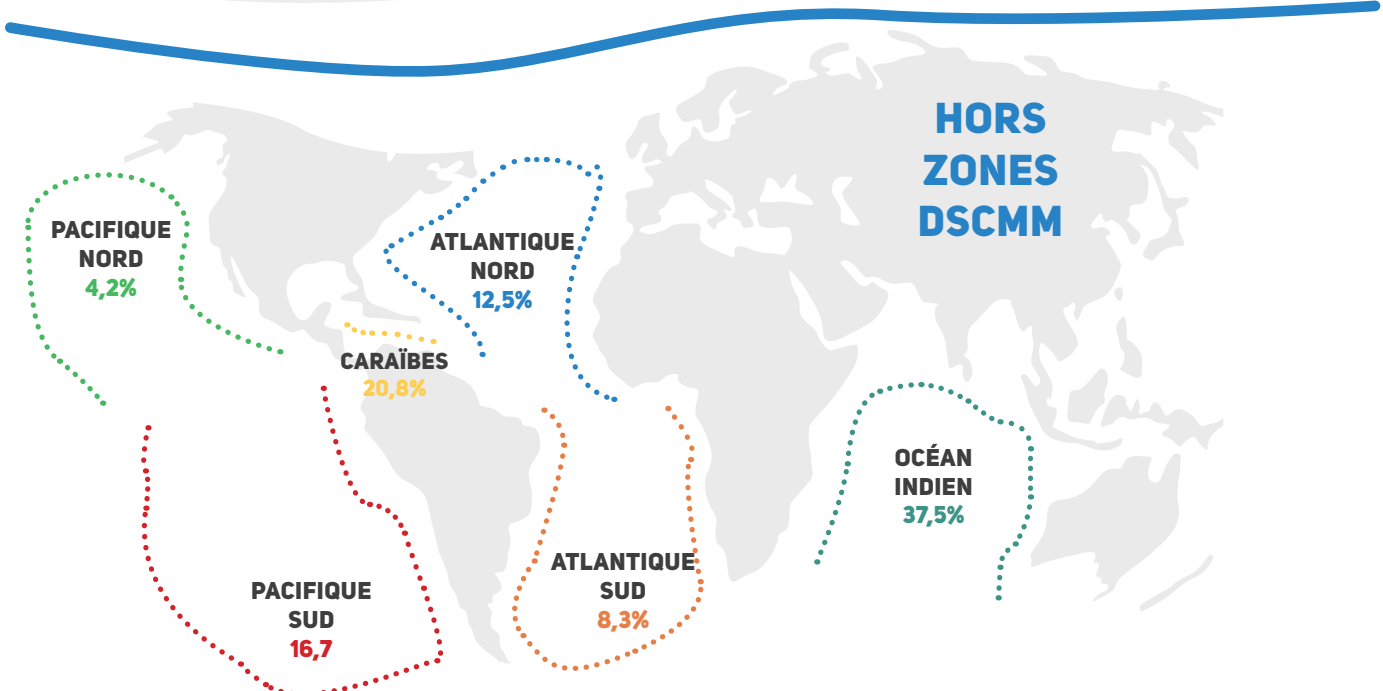 HORS
ZONES
DSCMM
PACIFIQUE
NORD
4,2%
ATLANTIQUE
NORD
12,5%
CARAÏBES
20,8%
OCÉAN
INDIEN
37,5%
ATLANTIQUE
SUD
8,3%
PACIFIQUE
SUD
16,7